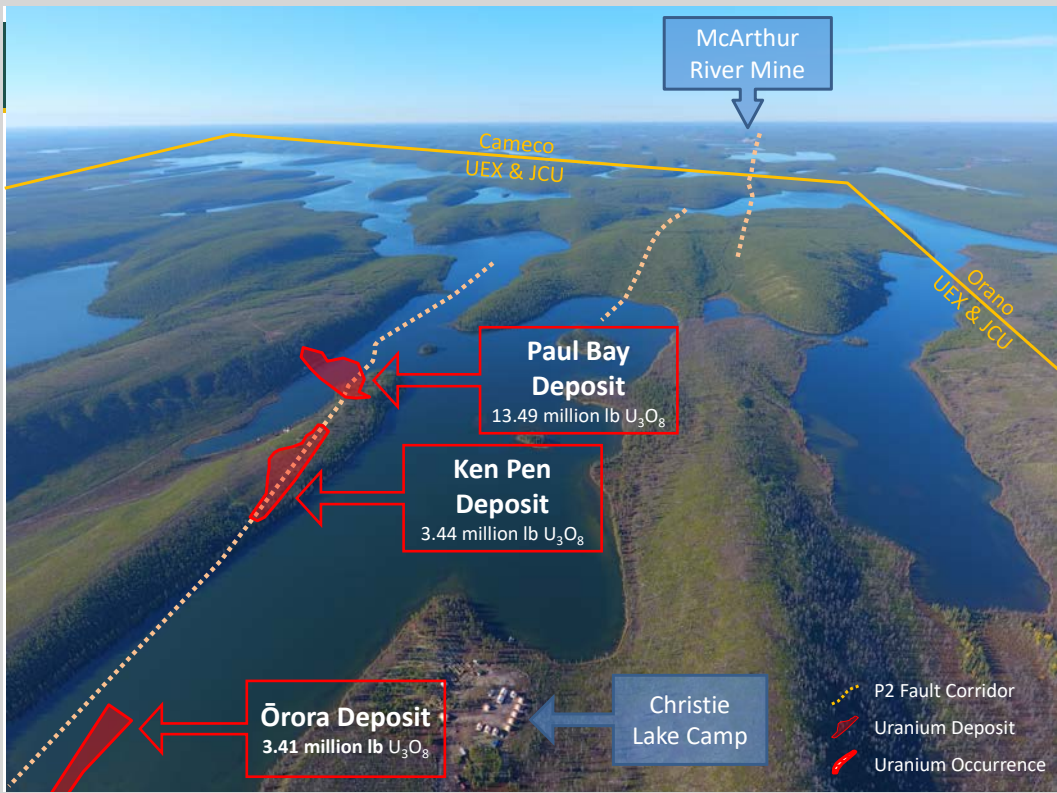 McArthur
River Mine
Cameco
UEX & JCU
Orano
UEX & JCU
Paul Bay
Deposit
13.49 million lb U₃O₈
Ken Pen
Deposit
3.44 million lb U₃O₈
Ōrora Deposit
3.41 million lb U₃O₈
Christie
Lake Camp
P2 Fault Corridor
Uranium Deposit
Uranium Occurrence